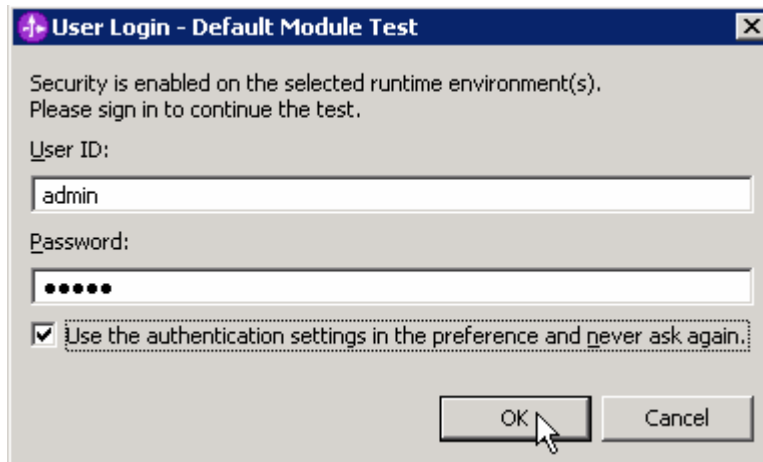 User Login - Default Module Test
Security is enabled on the selected runtime environment(s).
Please sign in to continue the test.
User ID:
admin
Password:
●●●●●
Use the authentication settings in the preference and never ask again.
OK
Cancel